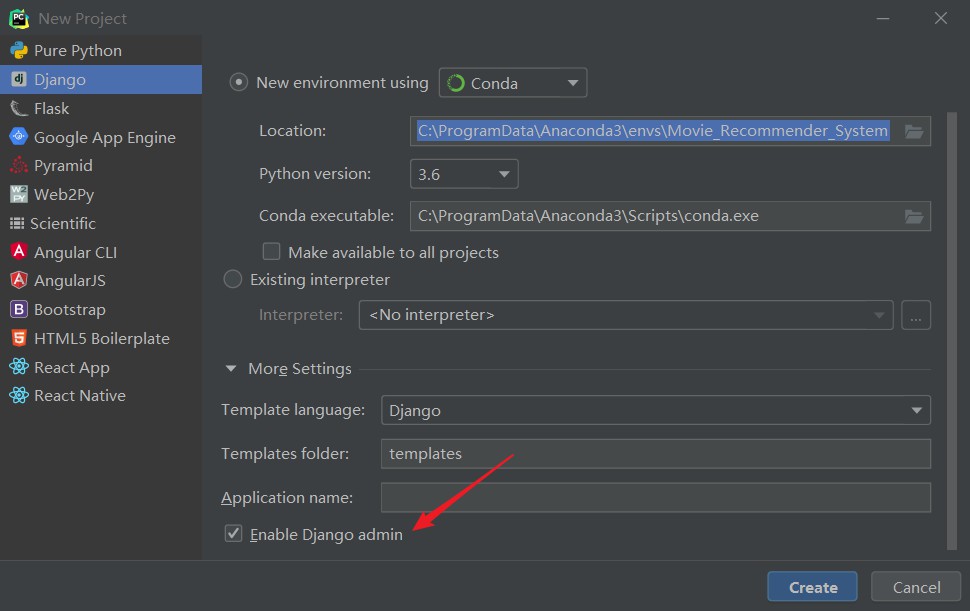 New Project
Pure Python
Django
Flask
Google App Engine
Pyramid
Web2Py
Scientific
Angular CLI
AngularJS
Bootstrap
HTML5 Boilerplate
React App
React Native
New environment using Conda
Location: C:\ProgramData\Anaconda3\envs\Movie_Recommender_System
Python version: 3.6
Conda executable: C:\ProgramData\Anaconda3\Scripts\conda.exe
Make available to all projects
Existing interpreter
Interpreter: <No interpreter> ...
More Settings
Template language: Django
Templates folder: templates
Application name:
Enable Django admin
Create Cancel